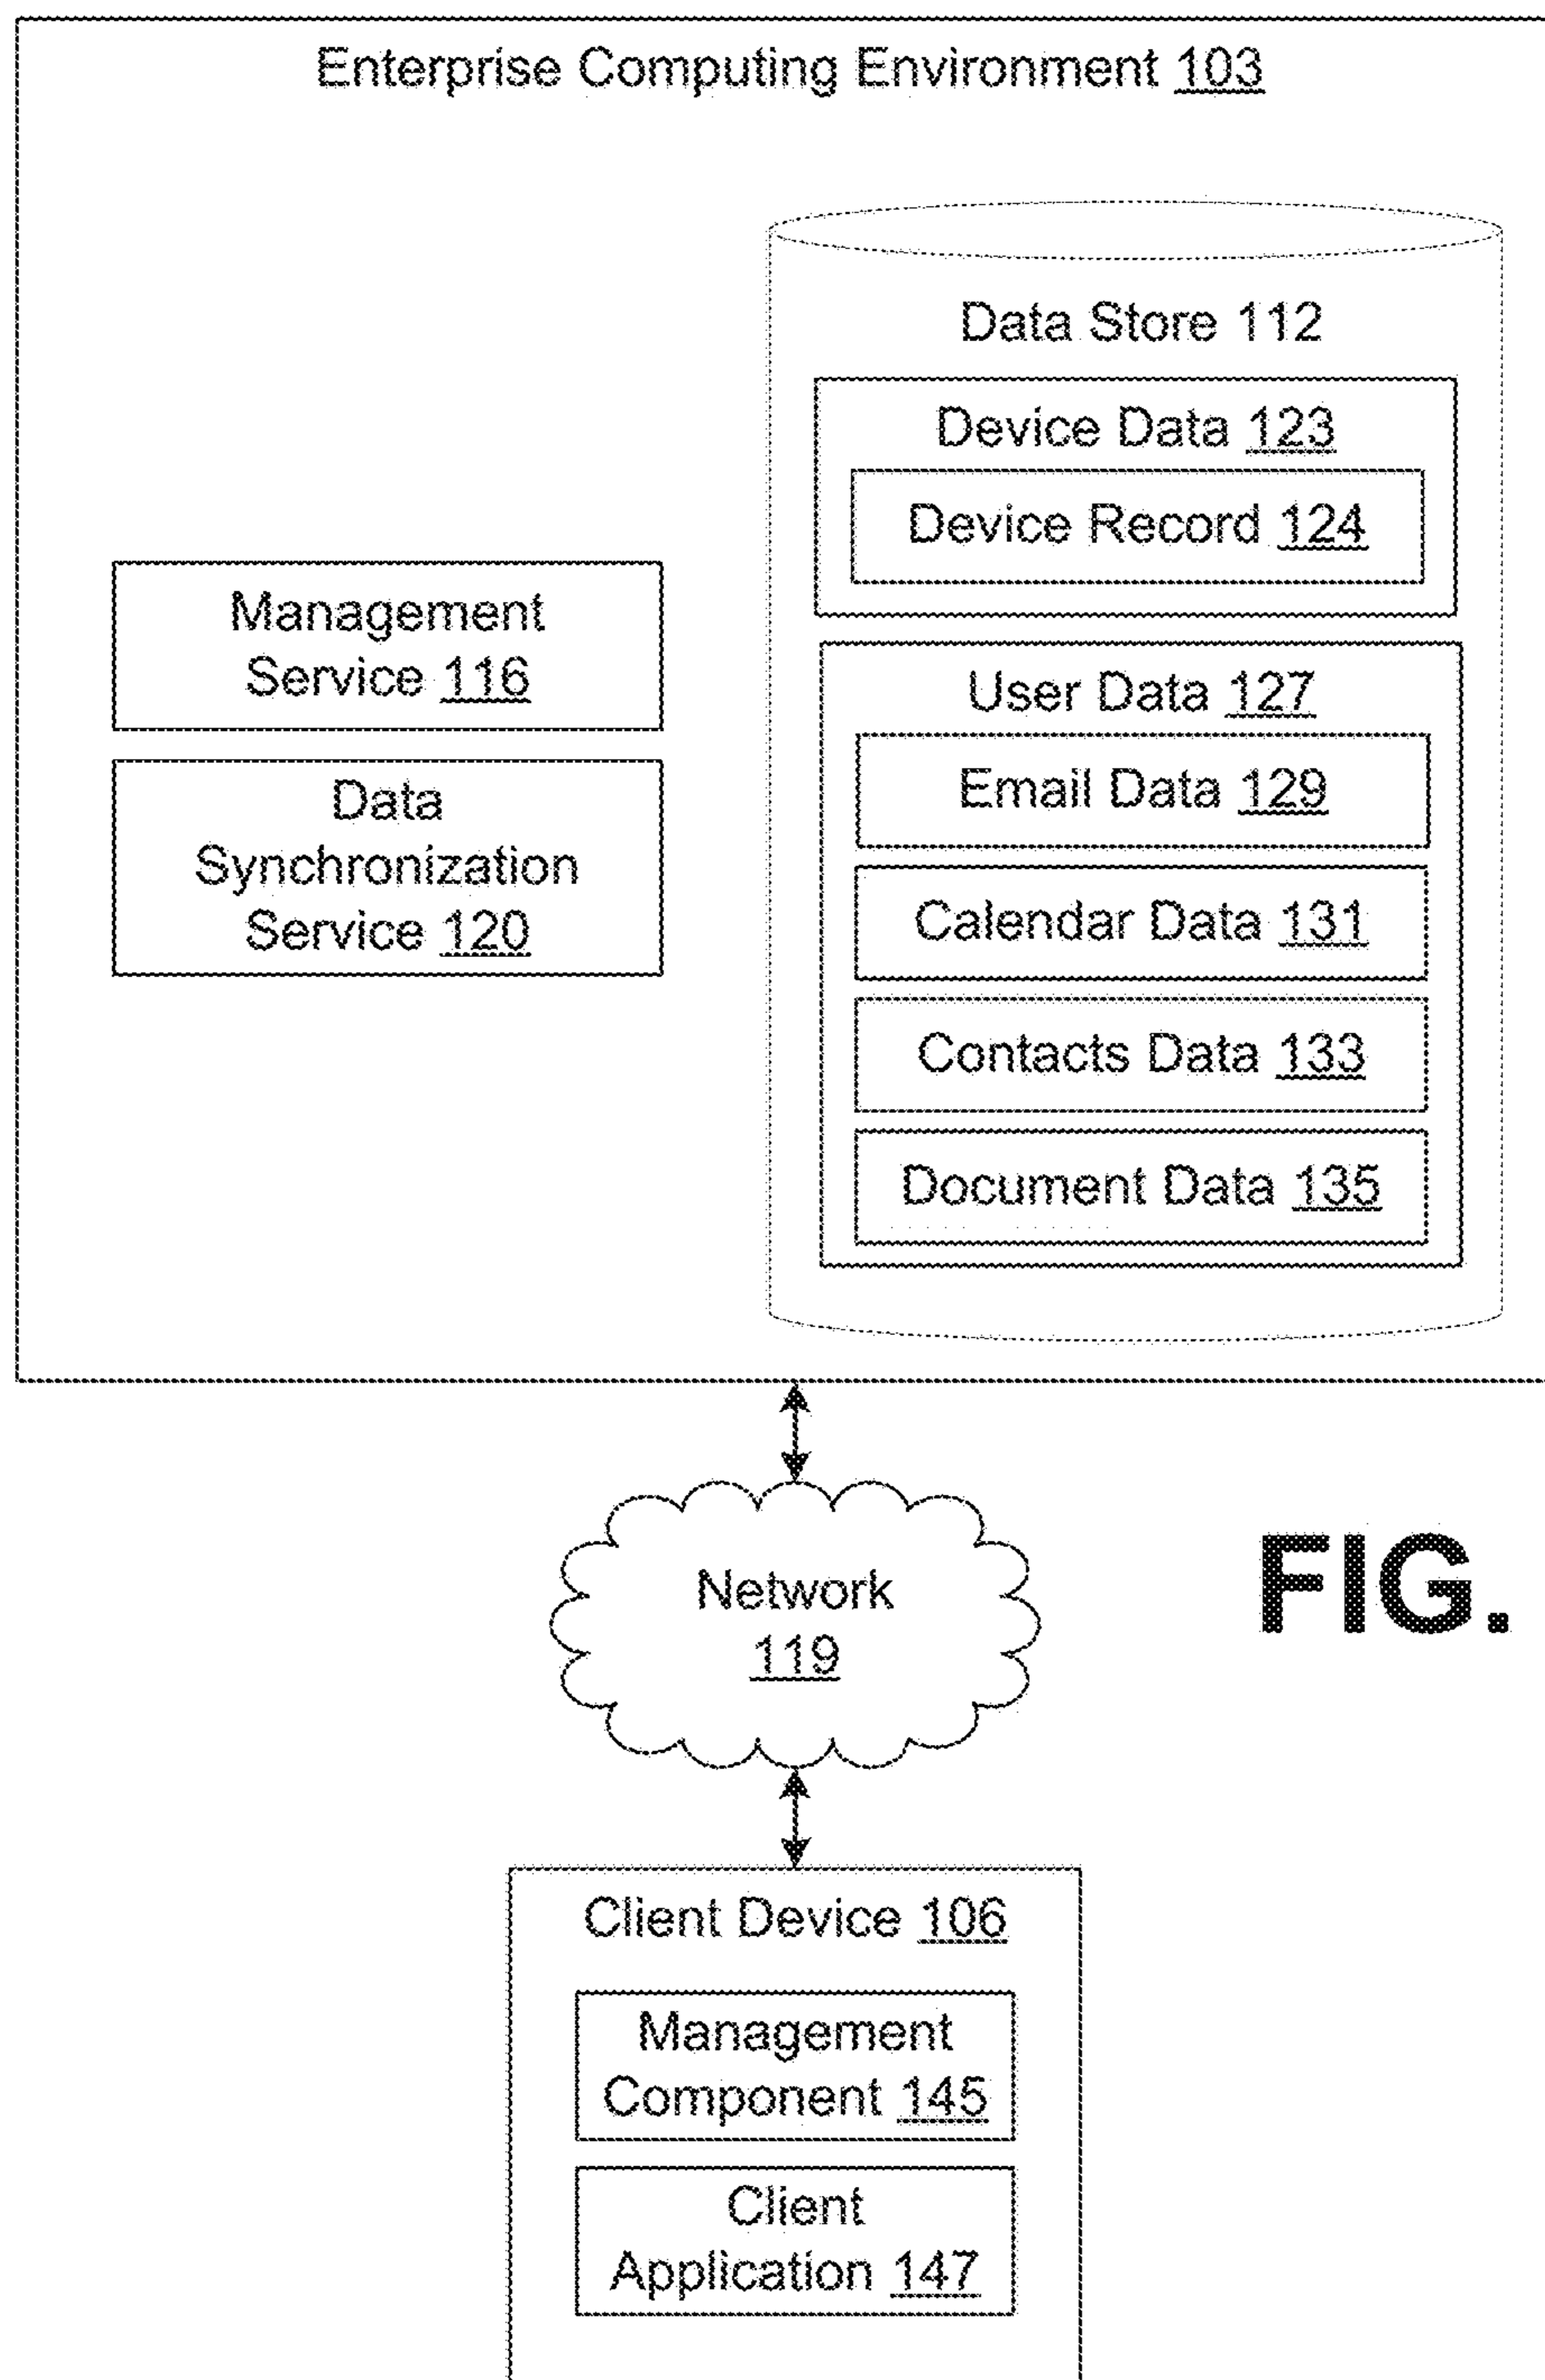 Enterprise Computing Environment 103
Data Store 112
Device Data 123
Device Record 124
Management
Service 116
Data
Synchronization
Service 120
User Data 127
Email Data 129
Calendar Data 131
Contacts Data 133
Document Data 135
Network
119
FIG.
Client Device 106
Management
Component 145
Client
Application 147